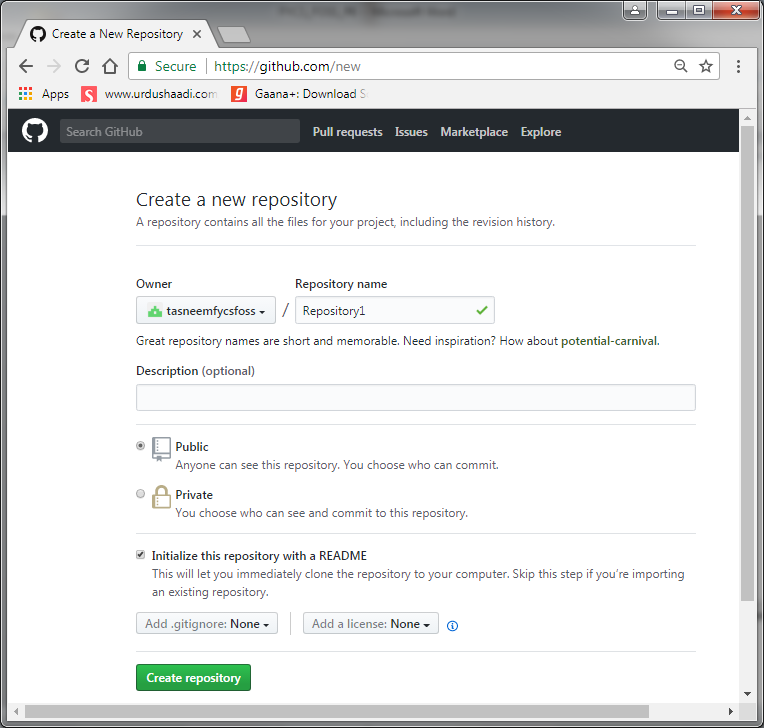 Create a New Repository
Secure https://github.com/new
Apps www.urdushaadi.com Gaana+: Download S
Search GitHub Pull requests Issues Marketplace Explore
Create a new repository
A repository contains all the files for your project, including the revision history.
Owner Repository name
tasneemfycsfoss / Repository1
Great repository names are short and memorable. Need inspiration? How about potential-carnival.
Description (optional)
Public
Anyone can see this repository. You choose who can commit.
Private
You choose who can see and commit to this repository.
Initialize this repository with a README
This will let you immediately clone the repository to your computer. Skip this step if you’re importing
an existing repository.
Add .gitignore: None Add a license: None
Create repository